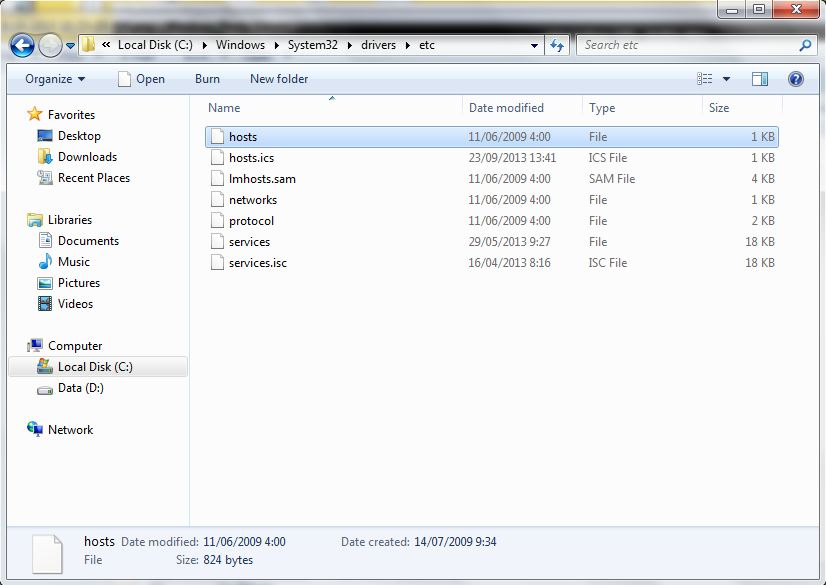 « Local Disk (C:) Windows System32 drivers etc Search etc
Organize Open Burn New folder
Name Date modified Type Size
Favorites
Desktop
Downloads
Recent Places
Libraries
Documents
Music
Pictures
Videos
Computer
Local Disk (C:)
Data (D:)
Network
hosts 11/06/2009 4:00 File 1 KB
hosts.ics 23/09/2013 13:41 ICS File 1 KB
lmhosts.sam 11/06/2009 4:00 SAM File 4 KB
networks 11/06/2009 4:00 File 1 KB
protocol 11/06/2009 4:00 File 2 KB
services 29/05/2013 9:27 File 18 KB
services.isc 16/04/2013 8:16 ISC File 18 KB
hosts Date modified: 11/06/2009 4:00 Date created: 14/07/2009 9:34
File Size: 824 bytes